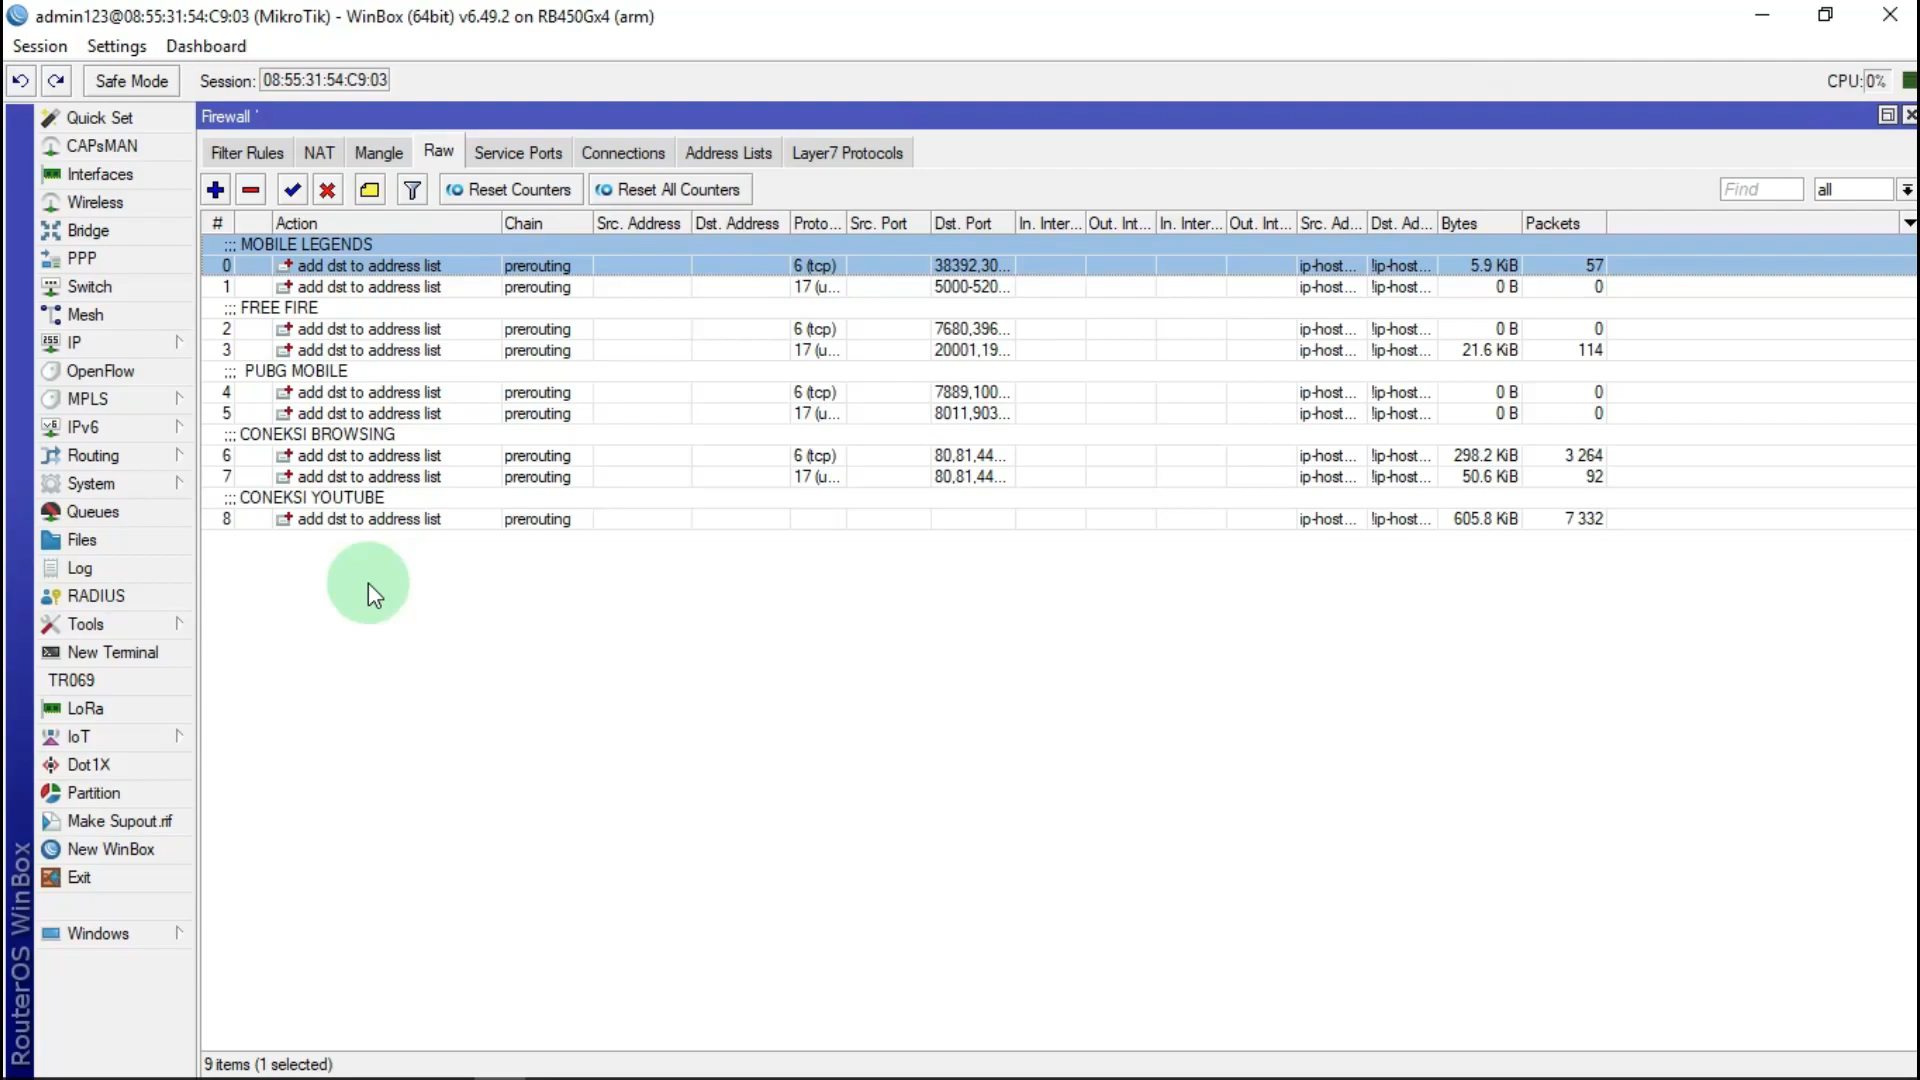 admin123@08:55:31:54:C9:03 (MikroTik) - WinBox (64bit) v6.49.2 on RB450Gx4 (arm)
Session Settings Dashboard
Safe Mode Session: 08:55:31:54:C9:03 CPU: 0%
Quick Set
CAPsMAN
Interfaces
Wireless
Bridge
PPP
Switch
Mesh
IP
OpenFlow
MPLS
IPv6
Routing
System
Queues
Files
Log
RADIUS
Tools
New Terminal
TR069
LoRa
IoT
Dot1X
Partition
Make Supout.rif
New WinBox
Exit
Windows
RouterOS WinBox
Firewall
Filter Rules NAT Mangle Raw Service Ports Connections Address Lists Layer7 Protocols
Reset Counters Reset All Counters Find all
# Action Chain Src. Address Dst. Address Proto... Src. Port Dst. Port In. Inter... Out. Int... In. Inter... Out. Int... Src. Ad... Dst. Ad... Bytes Packets
;;; MOBILE LEGENDS
0 add dst to address list prerouting 6 (tcp) 38392,30... ip-host... !ip-host... 5.9 KiB 57
1 add dst to address list prerouting 17 (u... 5000-520... ip-host... !ip-host... 0 B 0
;;; FREE FIRE
2 add dst to address list prerouting 6 (tcp) 7680,396... ip-host... !ip-host... 0 B 0
3 add dst to address list prerouting 17 (u... 20001,19... ip-host... !ip-host... 21.6 KiB 114
;;; PUBG MOBILE
4 add dst to address list prerouting 6 (tcp) 7889,100... ip-host... !ip-host... 0 B 0
5 add dst to address list prerouting 17 (u... 8011,903... ip-host... !ip-host... 0 B 0
;;; CONEKSI BROWSING
6 add dst to address list prerouting 6 (tcp) 80,81,44... ip-host... !ip-host... 298.2 KiB 3 264
7 add dst to address list prerouting 17 (u... 80,81,44... ip-host... !ip-host... 50.6 KiB 92
;;; CONEKSI YOUTUBE
8 add dst to address list prerouting ip-host... !ip-host... 605.8 KiB 7 332
9 items (1 selected)